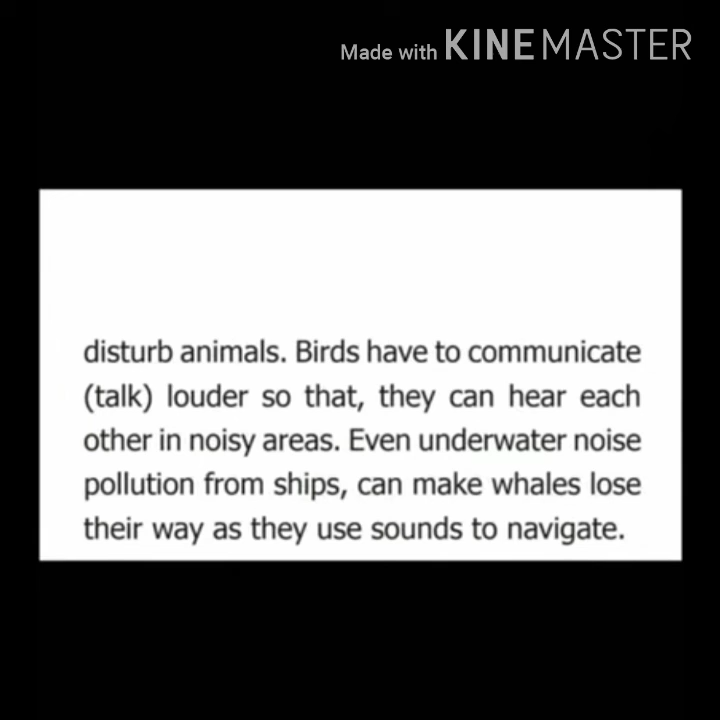 Made with KINEMASTER
disturb animals. Birds have to communicate
(talk) louder so that, they can hear each
other in noisy areas. Even underwater noise
pollution from ships, can make whales lose
their way as they use sounds to navigate.